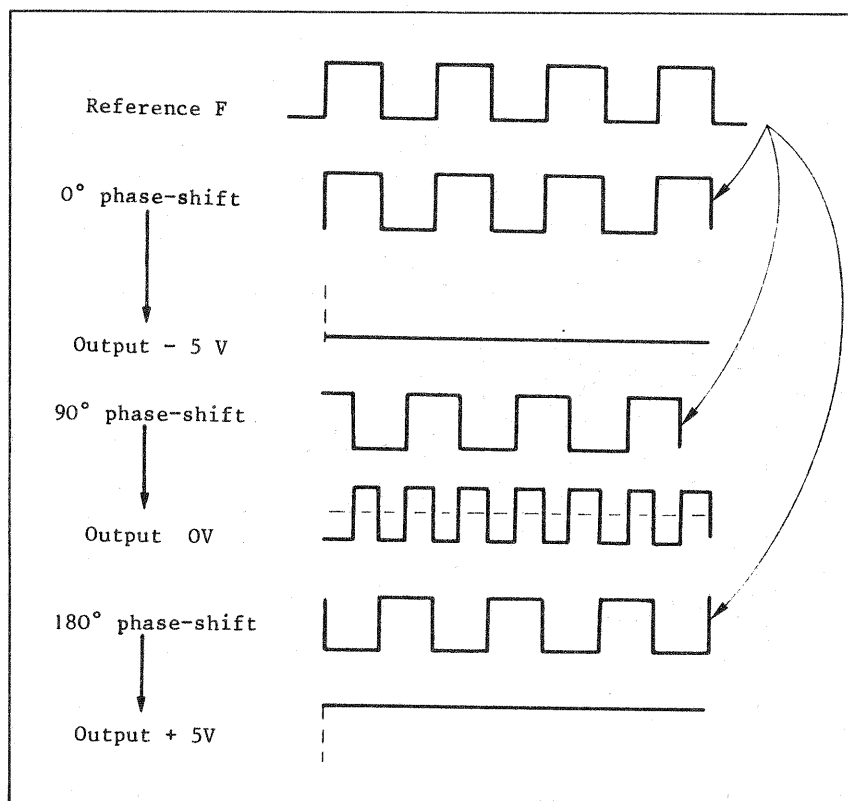 Reference F
0° phase-shift
Output - 5 V
90° phase-shift
Output 0V
180° phase-shift
Output + 5V